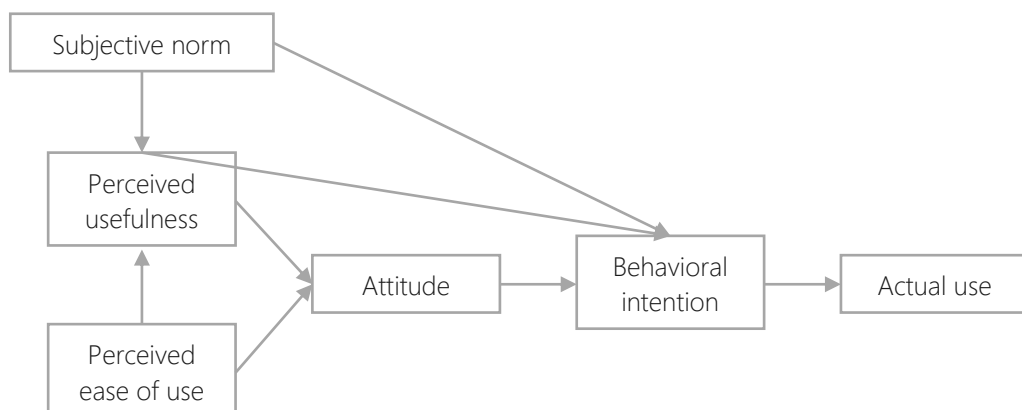 Subjective norm
Perceived
usefulness
Attitude
Behavioral
intention
Actual use
Perceived
ease of use